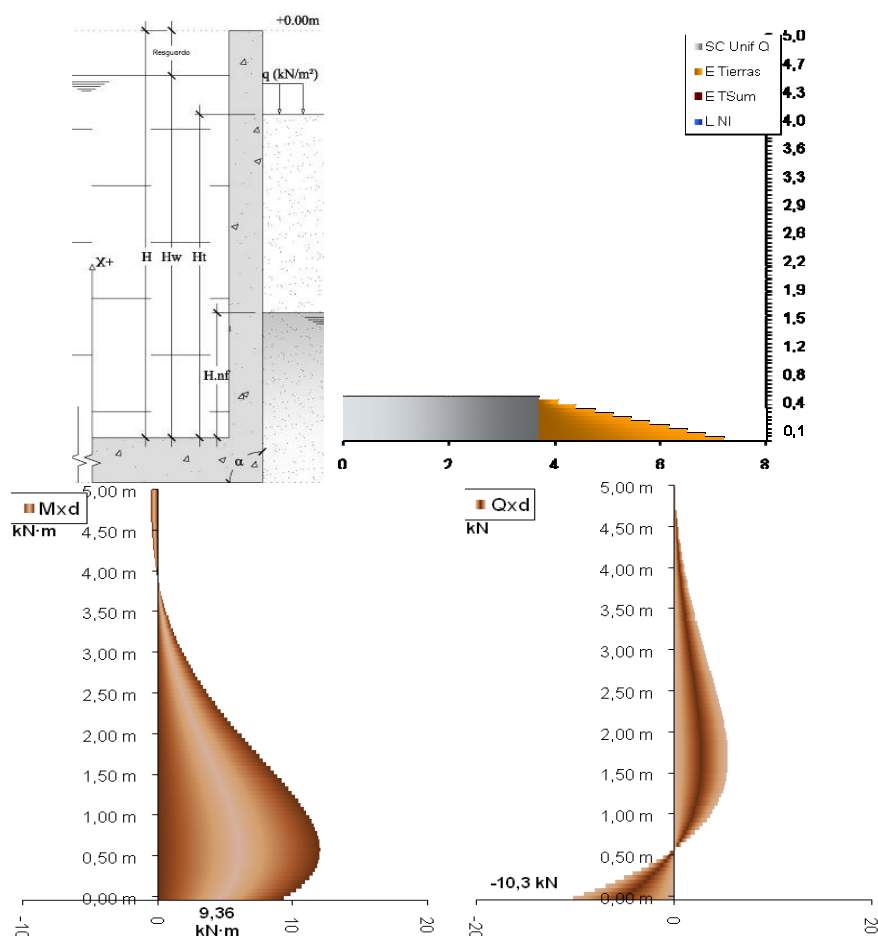 +0.00m
Resguardo
q (kN/m²)
X+
H
Hw
Ht
H.nf
α
SC Unif Q
E Tierras
E TSum
L NI
5,0
4,7
4,3
4,0
3,6
3,3
2,9
2,6
2,2
1,9
1,5
1,2
0,8
0,4
0,1
0 2 4 6 8
Mxd
kN·m
5,00 m
4,50 m
4,00 m
3,50 m
3,00 m
2,50 m
2,00 m
1,50 m
1,00 m
0,50 m
0,00 m
-10 0 10 20
9,36
kN·m
Qxd
kN
5,00 m
4,50 m
4,00 m
3,50 m
3,00 m
2,50 m
2,00 m
1,50 m
1,00 m
0,50 m
0,00 m
-10,3 kN
-20 0 20